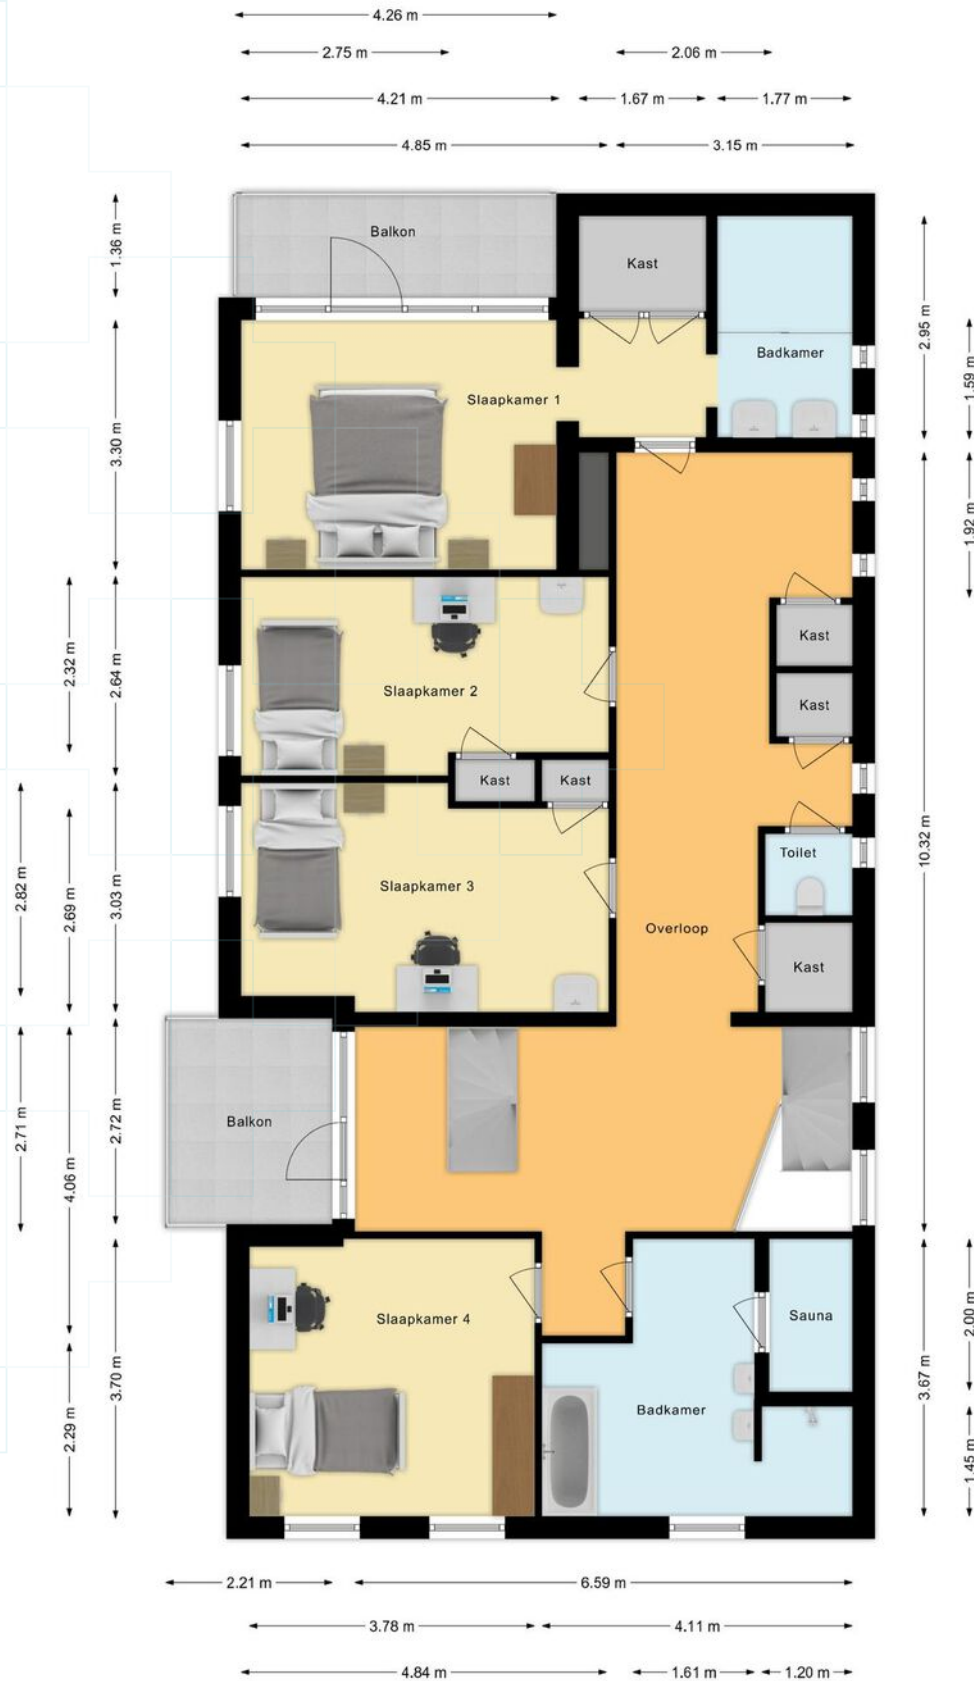 4.26 m
2.75 m
2.06 m
4.21 m
1.67 m
1.77 m
4.85 m
3.15 m
1.36 m
Balkon
Kast
2.95 m
Badkamer
1.59 m
Slaapkamer 1
3.30 m
1.92 m
2.32 m
2.64 m
Kast
Slaapkamer 2
Kast
Kast
Kast
10.32 m
Toilet
2.82 m
2.69 m
3.03 m
Slaapkamer 3
Overloop
Kast
2.71 m
4.06 m
2.72 m
Balkon
Slaapkamer 4
Sauna
2.00 m
3.70 m
3.67 m
Badkamer
2.29 m
1.45 m
2.21 m
6.59 m
3.78 m
4.11 m
4.84 m
1.61 m
1.20 m